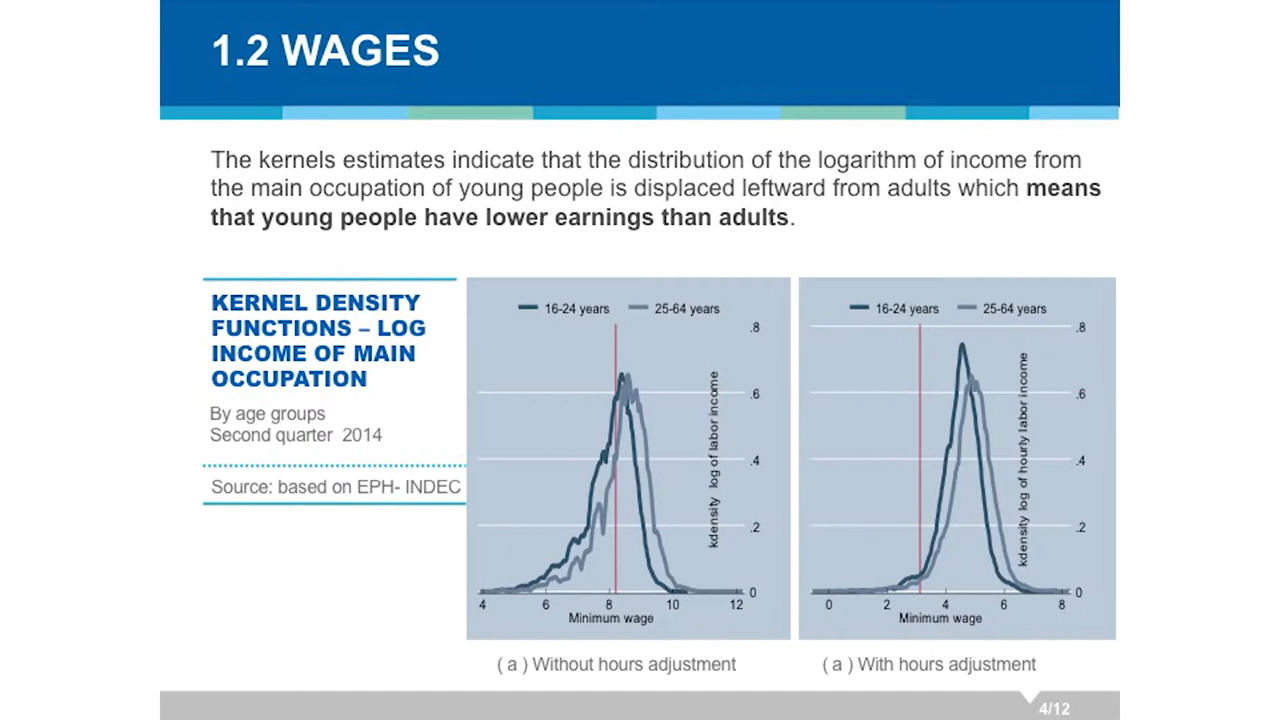 1.2 WAGES
The kernels estimates indicate that the distribution of the logarithm of income from
the main occupation of young people is displaced leftward from adults which means
that young people have lower earnings than adults.
KERNEL DENSITY
FUNCTIONS – LOG
INCOME OF MAIN
OCCUPATION
By age groups
Second quarter 2014
Source: based on EPH- INDEC
16-24 years 25-64 years
.8
.6
.4
.2
0
kdensity log of labor income
4 6 8 10 12
Minimum wage
( a ) Without hours adjustment
16-24 years 25-64 years
.8
.6
.4
.2
0
kdensity log of hourly labor income
0 2 4 6 8
Minimum wage
( a ) With hours adjustment
4/12